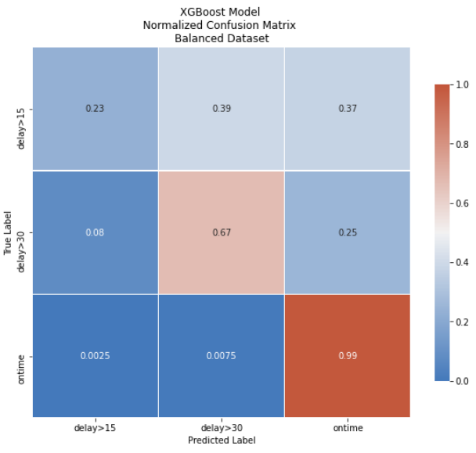 XGBoost Model
Normalized Confusion Matrix
Balanced Dataset
True Label
delay>15
0.23 0.39 0.37
delay>30
0.08 0.67 0.25
ontime
0.0025 0.0075 0.99
delay>15 delay>30 ontime
Predicted Label
1.0
0.8
0.6
0.4
0.2
0.0